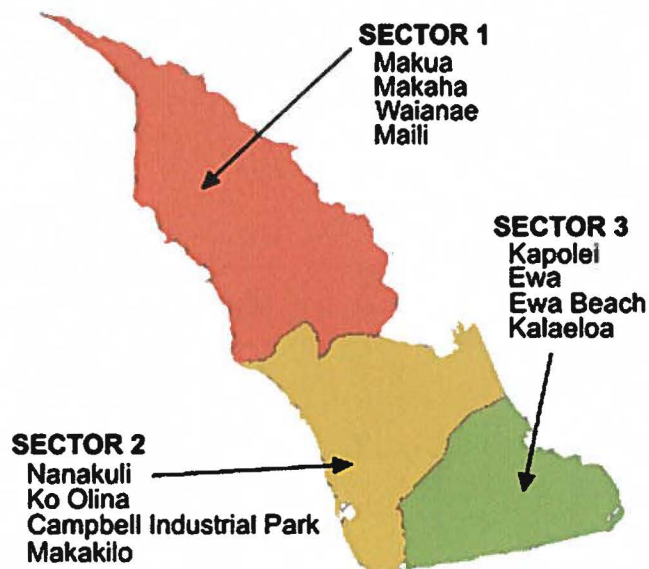 SECTOR 1
Makua
Makaha
Waianae
Maili
SECTOR 3
Kapolei
Ewa
Ewa Beach
Kalaeloa
SECTOR 2
Nanakuli
Ko Olina
Campbell Industrial Park
Makakilo